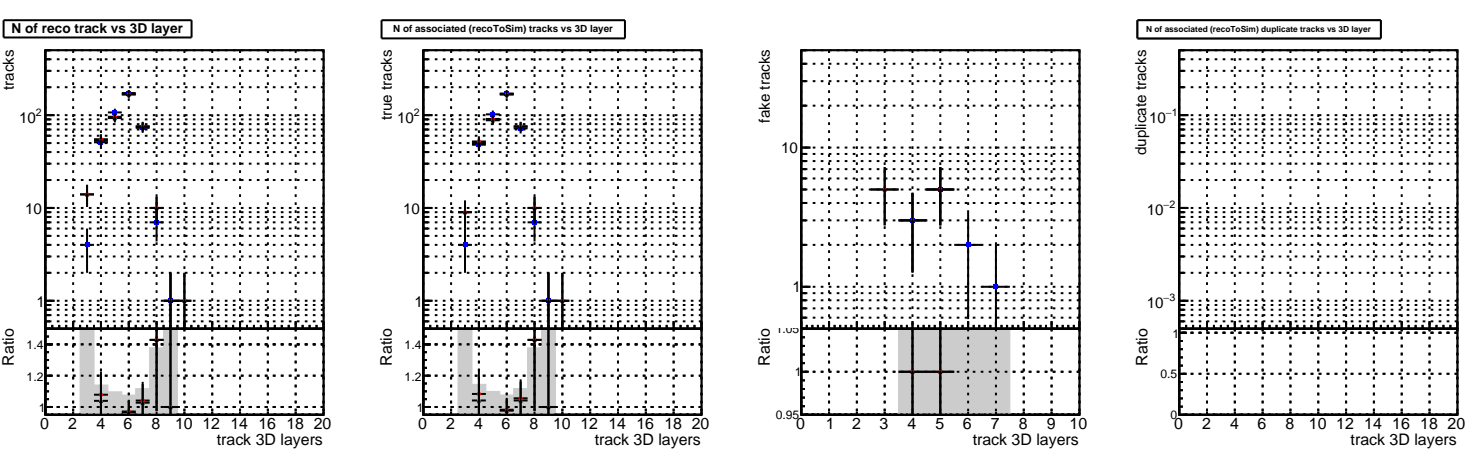 N of reco track vs 3D layer
tracks
10²
10
1
Ratio
1.4
1.2
1
0 2 4 6 8 10 12 14 16 18 20
track 3D layers
N of associated (recoToSim) tracks vs 3D layer
true tracks
10²
10
1
Ratio
1.4
1.2
1
0 2 4 6 8 10 12 14 16 18 20
track 3D layers
fake tracks
10
1
Ratio
1.05
1
0.95
0 1 2 3 4 5 6 7 8 9 10
track 3D layers
N of associated (recoToSim) duplicate tracks vs 3D layer
duplicate tracks
10⁻¹
10⁻²
10⁻³
Ratio
1
0.5
0
0 2 4 6 8 10 12 14 16 18 20
track 3D layers